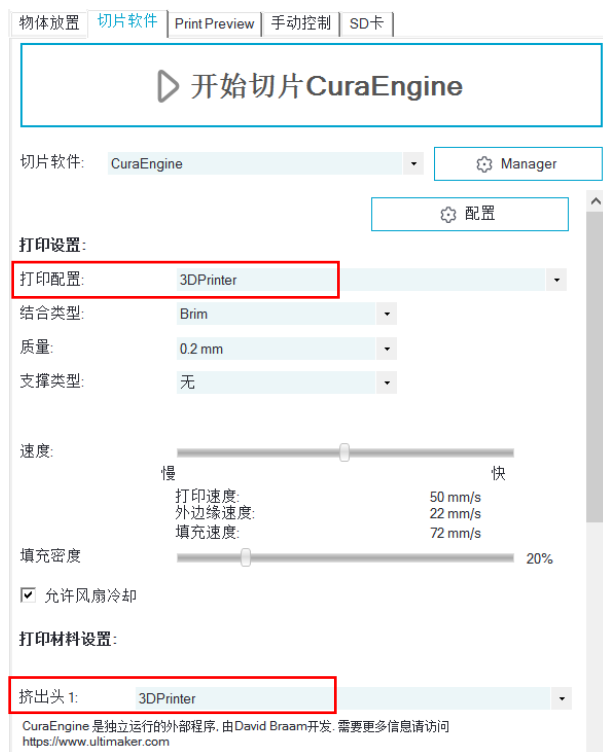 物体放置 切片软件 Print Preview 手动控制 SD卡
开始切片CuraEngine
切片软件: CuraEngine Manager
配置
打印设置:
打印配置: 3DPrinter
结合类型: Brim
质量: 0.2 mm
支撑类型: 无
速度:
慢 快
打印速度: 50 mm/s
外边缘速度: 22 mm/s
填充速度: 72 mm/s
填充密度 20%
允许风扇冷却
打印材料设置:
挤出头 1: 3DPrinter
CuraEngine 是独立运行的外部程序, 由David Braam开发. 需要更多信息请访问
https://www.ultimaker.com